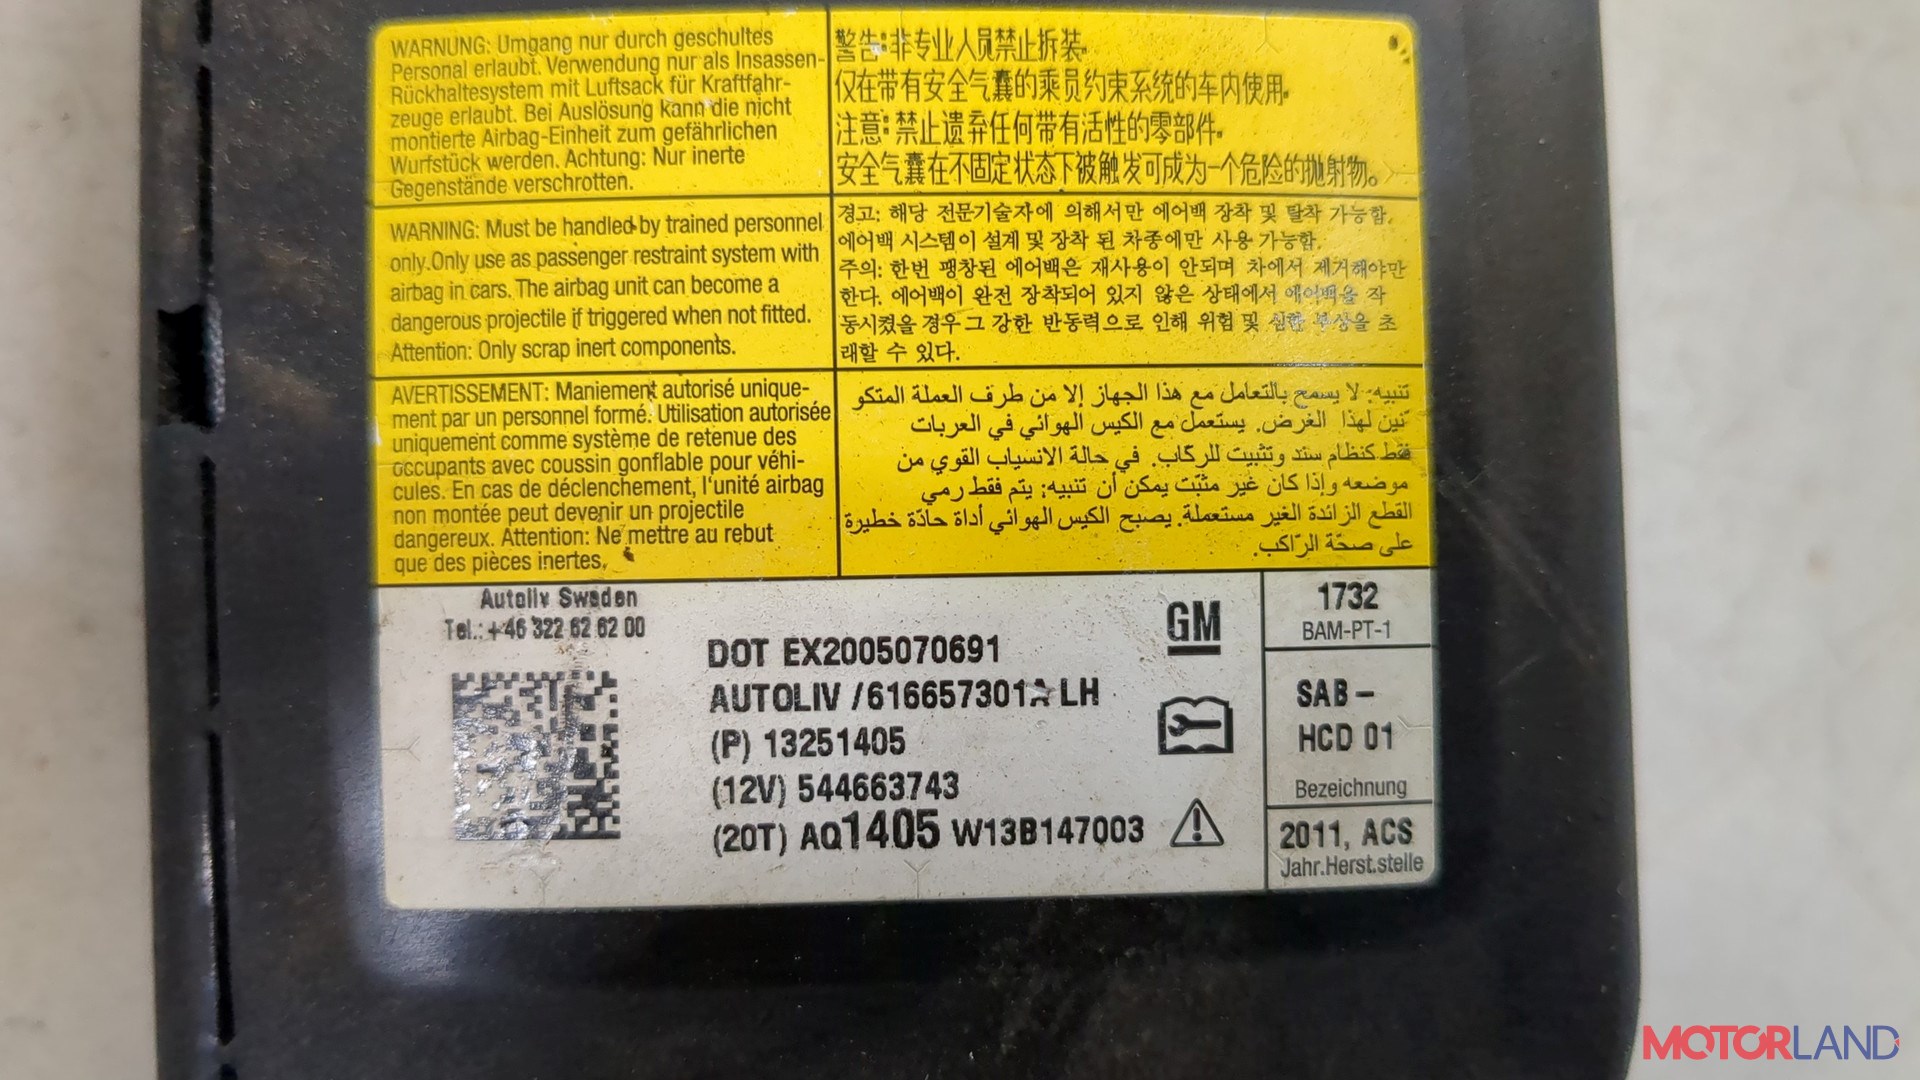 WARNUNG: Umgang nur durch geschultes
Personal erlaubt. Verwendung nur als Insassen-
Rückhaltesystem mit Luftsack für Kraftfahr-
zeuge erlaubt. Bei Auslösung kann die nicht
montierte Airbag-Einheit zum gefährlichen
Wurfstück werden. Achtung: Nur inerte
Gegenstände verschrotten.
警告:非专业人员禁止拆装.
仅在带有安全气囊的乘员约束系统的车内使用.
注意:禁止遗弃任何带有活性的零部件.
安全气囊在不固定状态下被触发可成为一个危险的抛射物。
WARNING: Must be handled by trained personnel
only.Only use as passenger restraint system with
airbag in cars. The airbag unit can become a
dangerous projectile if triggered when not fitted.
Attention: Only scrap inert components.
경고: 해당 전문기술자에 의해서만 에어백 장착 및 탈착 가능함.
에어백 시스템이 설계 및 장착 된 차종에만 사용 가능함.
주의: 한번 팽창된 에어백은 재사용이 안되며 차에서 제거해야만
한다. 에어백이 완전 장착되어 있지 않은 상태에서 에어백을 작
동시켰을 경우 그 강한 반동력으로 인해 위험 및 심한 부상을 초
래할 수 있다.
AVERTISSEMENT: Maniement autorisé unique-
ment par un personnel formé. Utilisation autorisée
uniquement comme système de retenue des
occupants avec coussin gonflable pour véhi-
cules. En cas de déclenchement, l'unité airbag
non montée peut devenir un projectile
dangereux. Attention: Ne mettre au rebut
que des pièces inertes.
تنبيه: لا يسمح بالتعامل مع هذا الجهاز إلا من طرف العملة المتكو
نين لهذا الغرض. يستعمل مع الكيس الهوائي في العربات
فقط كنظام سند وتثبيت للركّاب. في حالة الانسياب القوي من
موضعه وإذا كان غير مثبّت يمكن أن تنبيه: يتم فقط رمي
القطع الزائدة الغير مستعملة. يصبح الكيس الهوائي أداة حادّة خطيرة
على صحّة الرّاكب.
Autoliv Sweden
Tel.: +46 322 62 62 00
DOT EX2005070691
AUTOLIV /616657301A LH
(P) 13251405
(12V) 544663743
(20T) AQ1405 W13B147003
GM
1732
BAM-PT-1
SAB -
HCD 01
Bezeichnung
2011, ACS
Jahr.Herst.stelle
MOTORLAND